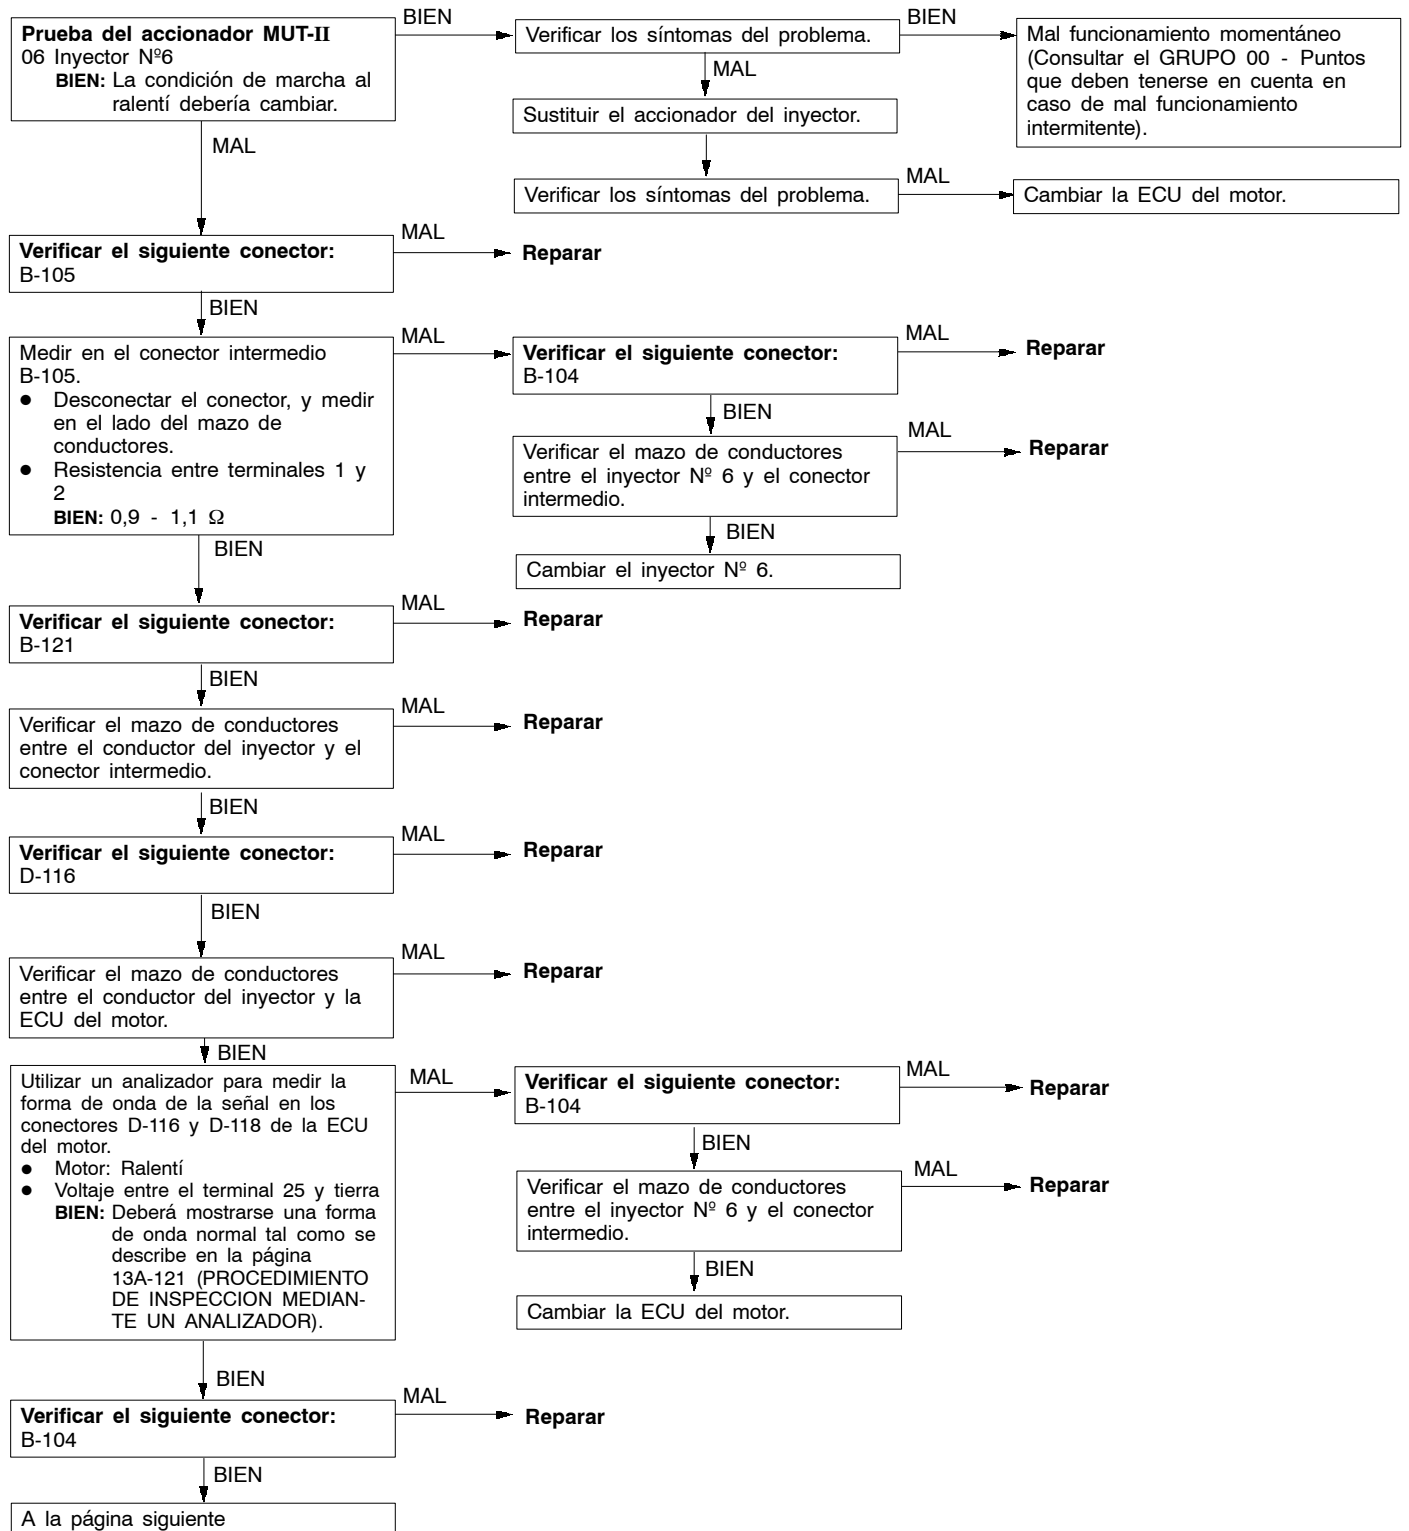 Prueba del accionador MUT-II
06 Inyector Nº6
BIEN: La condición de marcha al
ralentí debería cambiar.
BIEN
Verificar los síntomas del problema.
BIEN
Mal funcionamiento momentáneo
(Consultar el GRUPO 00 - Puntos
que deben tenerse en cuenta en
caso de mal funcionamiento
intermitente).
MAL
Sustituir el accionador del inyector.
Verificar los síntomas del problema.
MAL
Cambiar la ECU del motor.
MAL
Verificar el siguiente conector:
B-105
MAL
Reparar
BIEN
Medir en el conector intermedio
B-105.
● Desconectar el conector, y medir
en el lado del mazo de
conductores.
● Resistencia entre terminales 1 y
2
BIEN: 0,9 - 1,1 Ω
MAL
Verificar el siguiente conector:
B-104
MAL
Reparar
BIEN
Verificar el mazo de conductores
entre el inyector Nº 6 y el conector
intermedio.
MAL
Reparar
BIEN
Cambiar el inyector Nº 6.
BIEN
Verificar el siguiente conector:
B-121
MAL
Reparar
BIEN
Verificar el mazo de conductores
entre el conductor del inyector y el
conector intermedio.
MAL
Reparar
BIEN
Verificar el siguiente conector:
D-116
MAL
Reparar
BIEN
Verificar el mazo de conductores
entre el conductor del inyector y la
ECU del motor.
MAL
Reparar
BIEN
Utilizar un analizador para medir la
forma de onda de la señal en los
conectores D-116 y D-118 de la ECU
del motor.
● Motor: Ralentí
● Voltaje entre el terminal 25 y tierra
BIEN: Deberá mostrarse una forma
de onda normal tal como se
describe en la página
13A-121 (PROCEDIMIENTO
DE INSPECCION MEDIAN-
TE UN ANALIZADOR).
MAL
Verificar el siguiente conector:
B-104
MAL
Reparar
BIEN
Verificar el mazo de conductores
entre el inyector Nº 6 y el conector
intermedio.
MAL
Reparar
BIEN
Cambiar la ECU del motor.
BIEN
Verificar el siguiente conector:
B-104
MAL
Reparar
BIEN
A la página siguiente